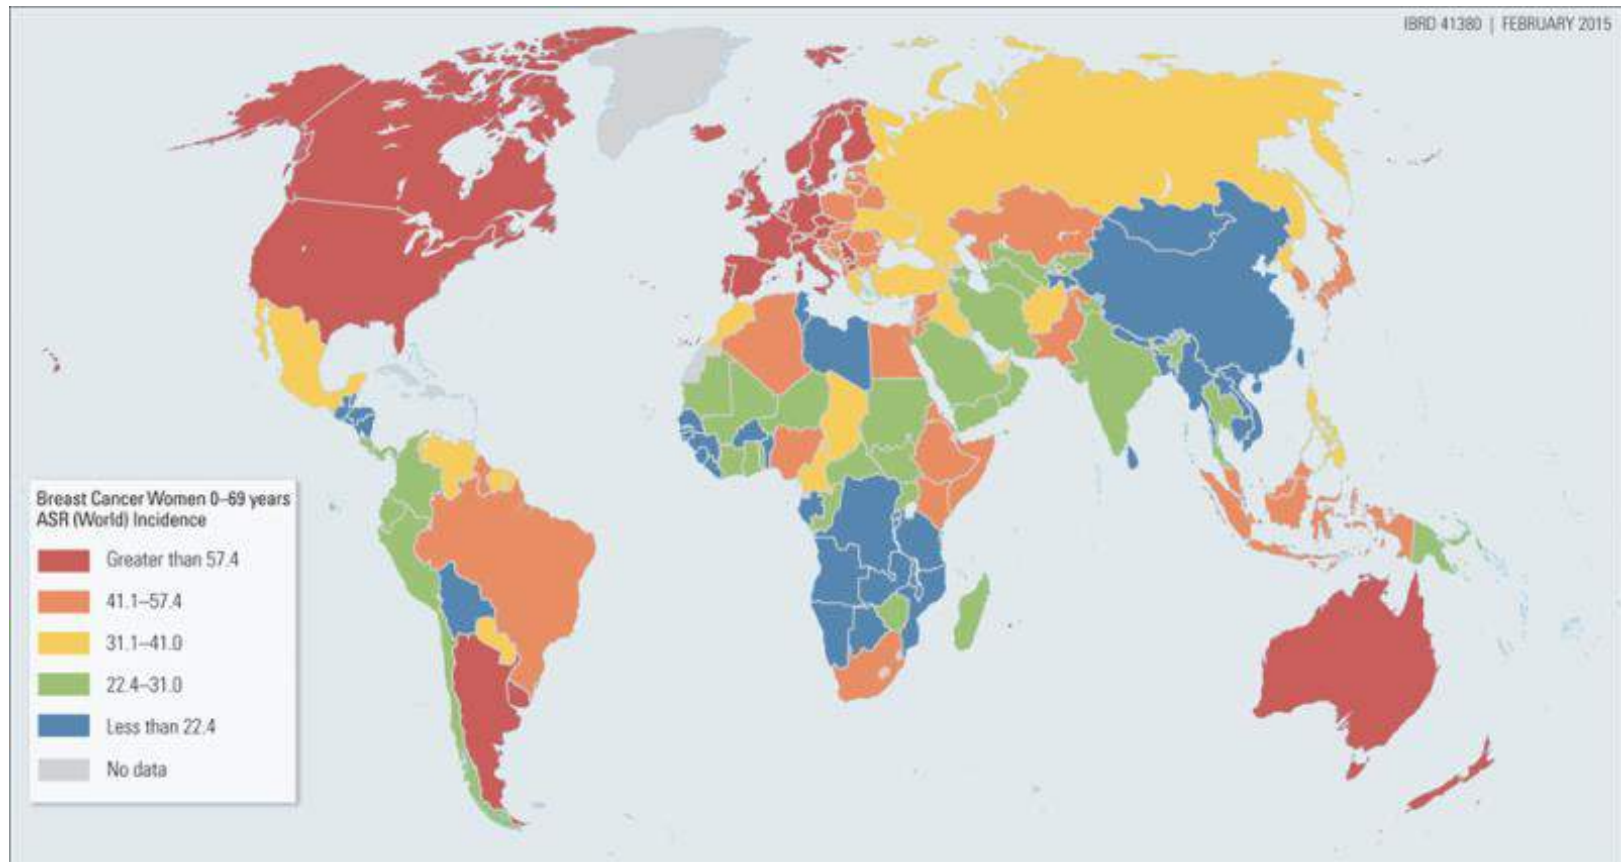 IBRD 41380 | FEBRUARY 2015
Breast Cancer Women 0–69 years
ASR (World) Incidence
Greater than 57.4
41.1–57.4
31.1–41.0
22.4–31.0
Less than 22.4
No data